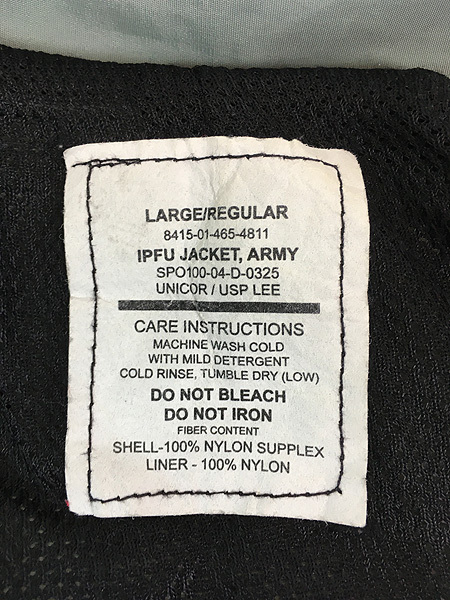 LARGE/REGULAR
8415-01-465-4811
IPFU JACKET, ARMY
SPO100-04-D-0325
UNICOR / USP LEE
CARE INSTRUCTIONS
MACHINE WASH COLD
WITH MILD DETERGENT
COLD RINSE, TUMBLE DRY (LOW)
DO NOT BLEACH
DO NOT IRON
FIBER CONTENT
SHELL-100% NYLON SUPPLEX
LINER - 100% NYLON